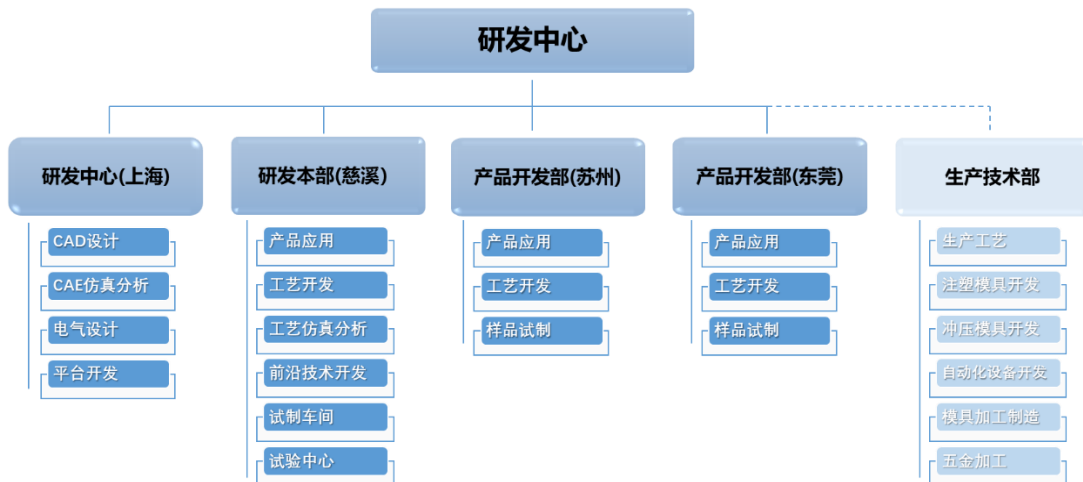 研发中心
研发中心(上海)
CAD设计
CAE仿真分析
电气设计
平台开发
研发本部(慈溪）
产品应用
工艺开发
工艺仿真分析
前沿技术开发
试制车间
试验中心
产品开发部(苏州)
产品应用
工艺开发
样品试制
产品开发部(东莞)
产品应用
工艺开发
样品试制
生产技术部
生产工艺
注塑模具开发
冲压模具开发
自动化设备开发
模具加工制造
五金加工